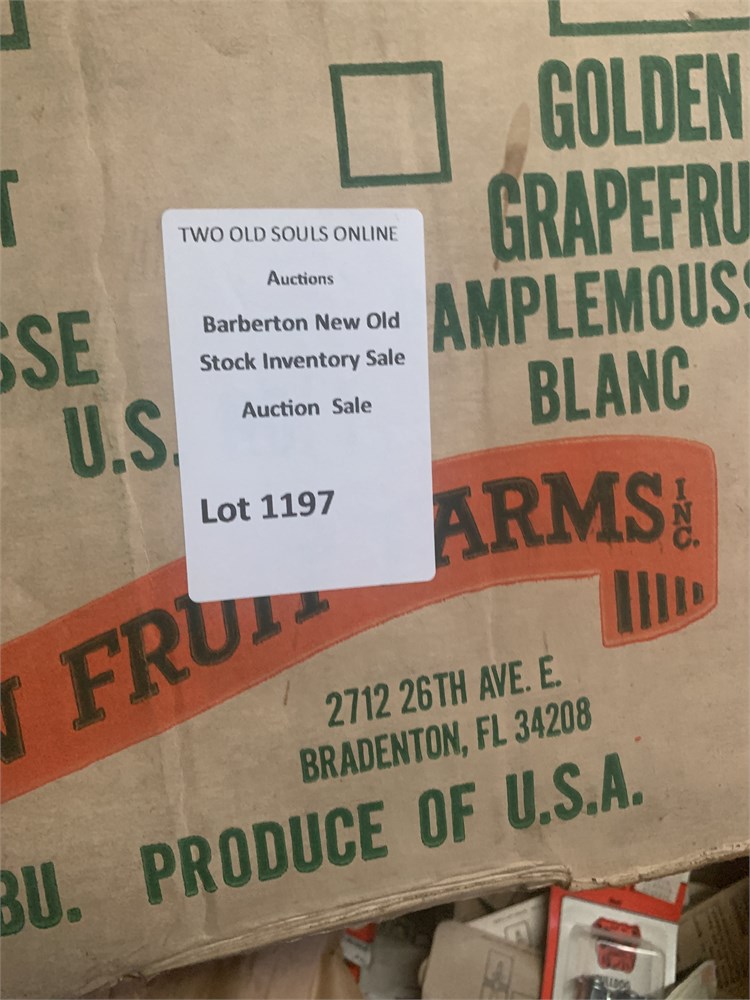 GOLDEN
GRAPEFRU
AMPLEMOUSS
BLANC
T
SSE
U.S.
TWO OLD SOULS ONLINE
Auctions
Barberton New Old
Stock Inventory Sale
Auction Sale
Lot 1197
N FRUIT ARMS INC.
2712 26TH AVE. E.
BRADENTON, FL 34208
BU. PRODUCE OF U.S.A.